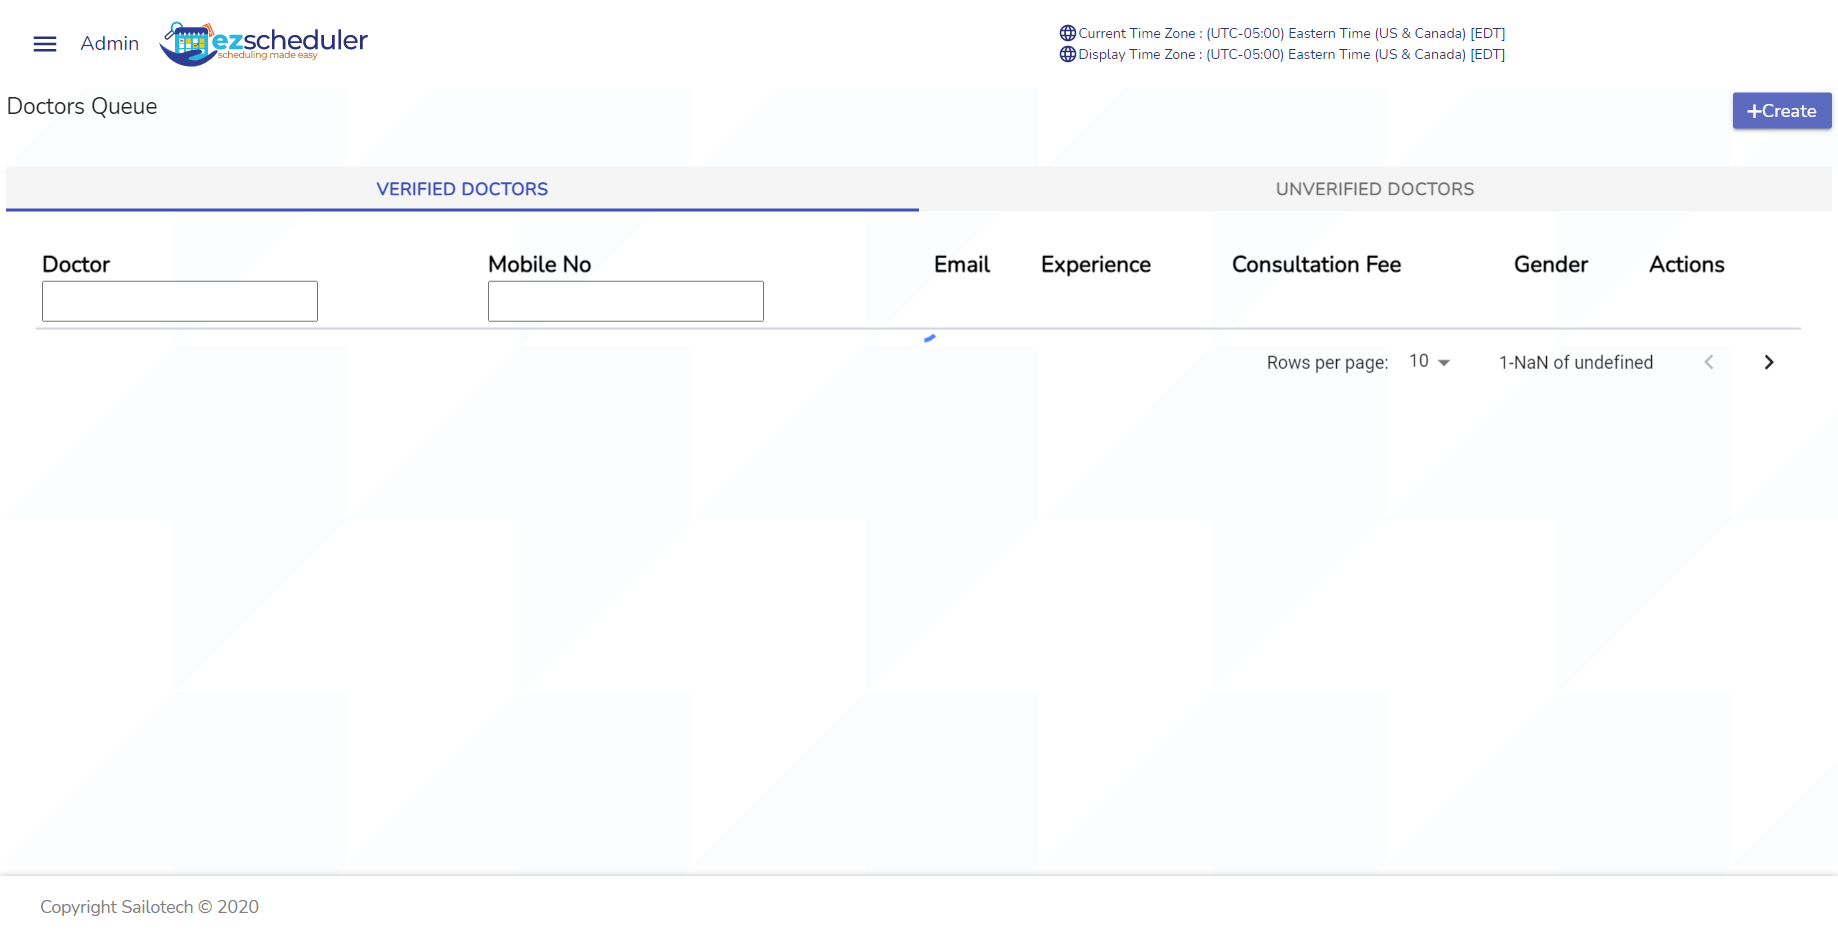 Admin
ezscheduler
scheduling made easy
Current Time Zone : (UTC-05:00) Eastern Time (US & Canada) [EDT]
Display Time Zone : (UTC-05:00) Eastern Time (US & Canada) [EDT]
Doctors Queue
+Create
VERIFIED DOCTORS
UNVERIFIED DOCTORS
Doctor Mobile No Email Experience Consultation Fee Gender Actions
Rows per page: 10 1-NaN of undefined
Copyright Sailotech © 2020